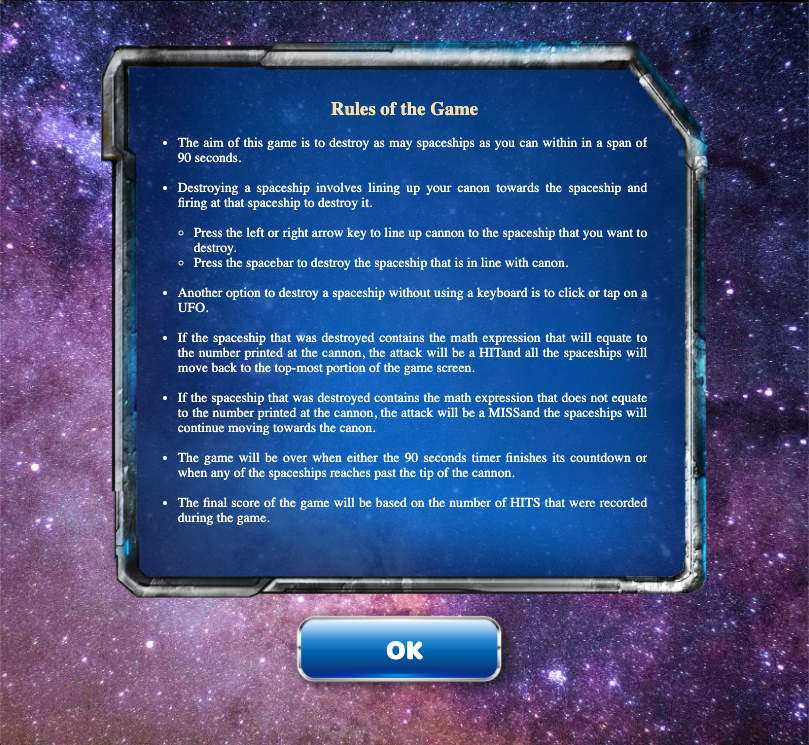 Rules of the Game
• The aim of this game is to destroy as may spaceships as you can within in a span of
90 seconds.
• Destroying a spaceship involves lining up your canon towards the spaceship and
firing at that spaceship to destroy it.
◦ Press the left or right arrow key to line up cannon to the spaceship that you want to
destroy.
◦ Press the spacebar to destroy the spaceship that is in line with canon.
• Another option to destroy a spaceship without using a keyboard is to click or tap on a
UFO.
• If the spaceship that was destroyed contains the math expression that will equate to
the number printed at the cannon, the attack will be a HITand all the spaceships will
move back to the top-most portion of the game screen.
• If the spaceship that was destroyed contains the math expression that does not equate
to the number printed at the cannon, the attack will be a MISSand the spaceships will
continue moving towards the canon.
• The game will be over when either the 90 seconds timer finishes its countdown or
when any of the spaceships reaches past the tip of the cannon.
• The final score of the game will be based on the number of HITS that were recorded
during the game.
OK